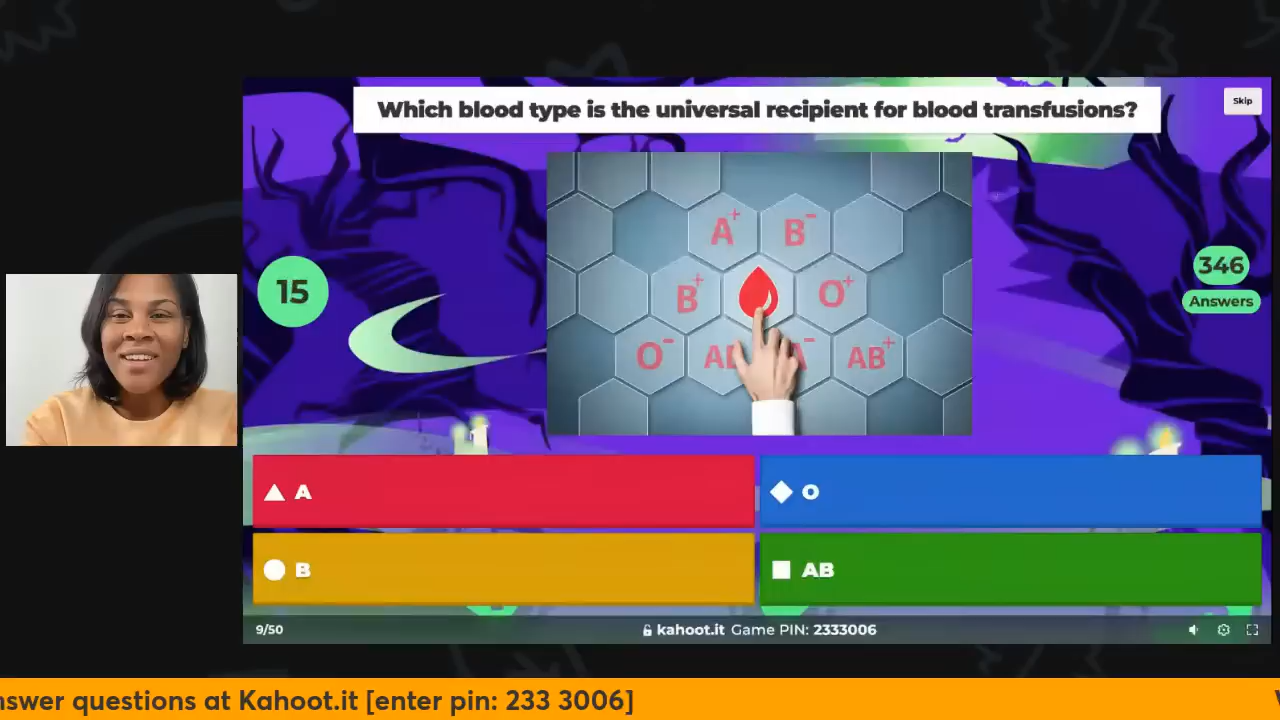 Which blood type is the universal recipient for blood transfusions?
Skip
A+ B-
15
346
Answers
B+ O+
O- AB+
A
O
B
AB
9/50
kahoot.it Game PIN: 2333006
nswer questions at Kahoot.it [enter pin: 233 3006]